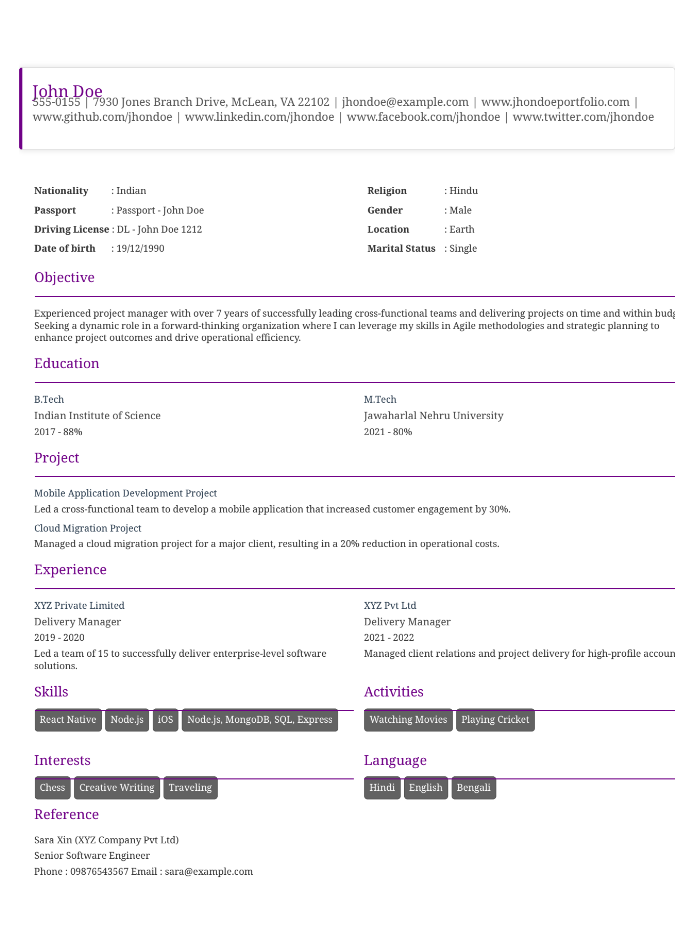 John Doe
555-0155 | 7930 Jones Branch Drive, McLean, VA 22102 | jhondoe@example.com | www.jhondoeportfolio.com |
www.github.com/jhondoe | www.linkedin.com/jhondoe | www.facebook.com/jhondoe | www.twitter.com/jhondoe
Nationality : Indian
Religion : Hindu
Passport : Passport - John Doe
Gender : Male
Driving License : DL - John Doe 1212
Location : Earth
Date of birth : 19/12/1990
Marital Status : Single
Objective
Experienced project manager with over 7 years of successfully leading cross-functional teams and delivering projects on time and within
Seeking a dynamic role in a forward-thinking organization where I can leverage my skills in Agile methodologies and strategic planning to
enhance project outcomes and drive operational efficiency.
Education
B.Tech
Indian Institute of Science
2017 - 88%
M.Tech
Jawaharlal Nehru University
2021 - 80%
Project
Mobile Application Development Project
Led a cross-functional team to develop a mobile application that increased customer engagement by 30%.
Cloud Migration Project
Managed a cloud migration project for a major client, resulting in a 20% reduction in operational costs.
Experience
XYZ Private Limited
Delivery Manager
2019 - 2020
Led a team of 15 to successfully deliver enterprise-level software
solutions.
XYZ Pvt Ltd
Delivery Manager
2021 - 2022
Managed client relations and project delivery for high-profile
Skills
React Native Node.js iOS Node.js, MongoDB, SQL, Express
Activities
Watching Movies Playing Cricket
Interests
Chess Creative Writing Traveling
Language
Hindi English Bengali
Reference
Sara Xin (XYZ Company Pvt Ltd)
Senior Software Engineer
Phone : 09876543567 Email : sara@example.com